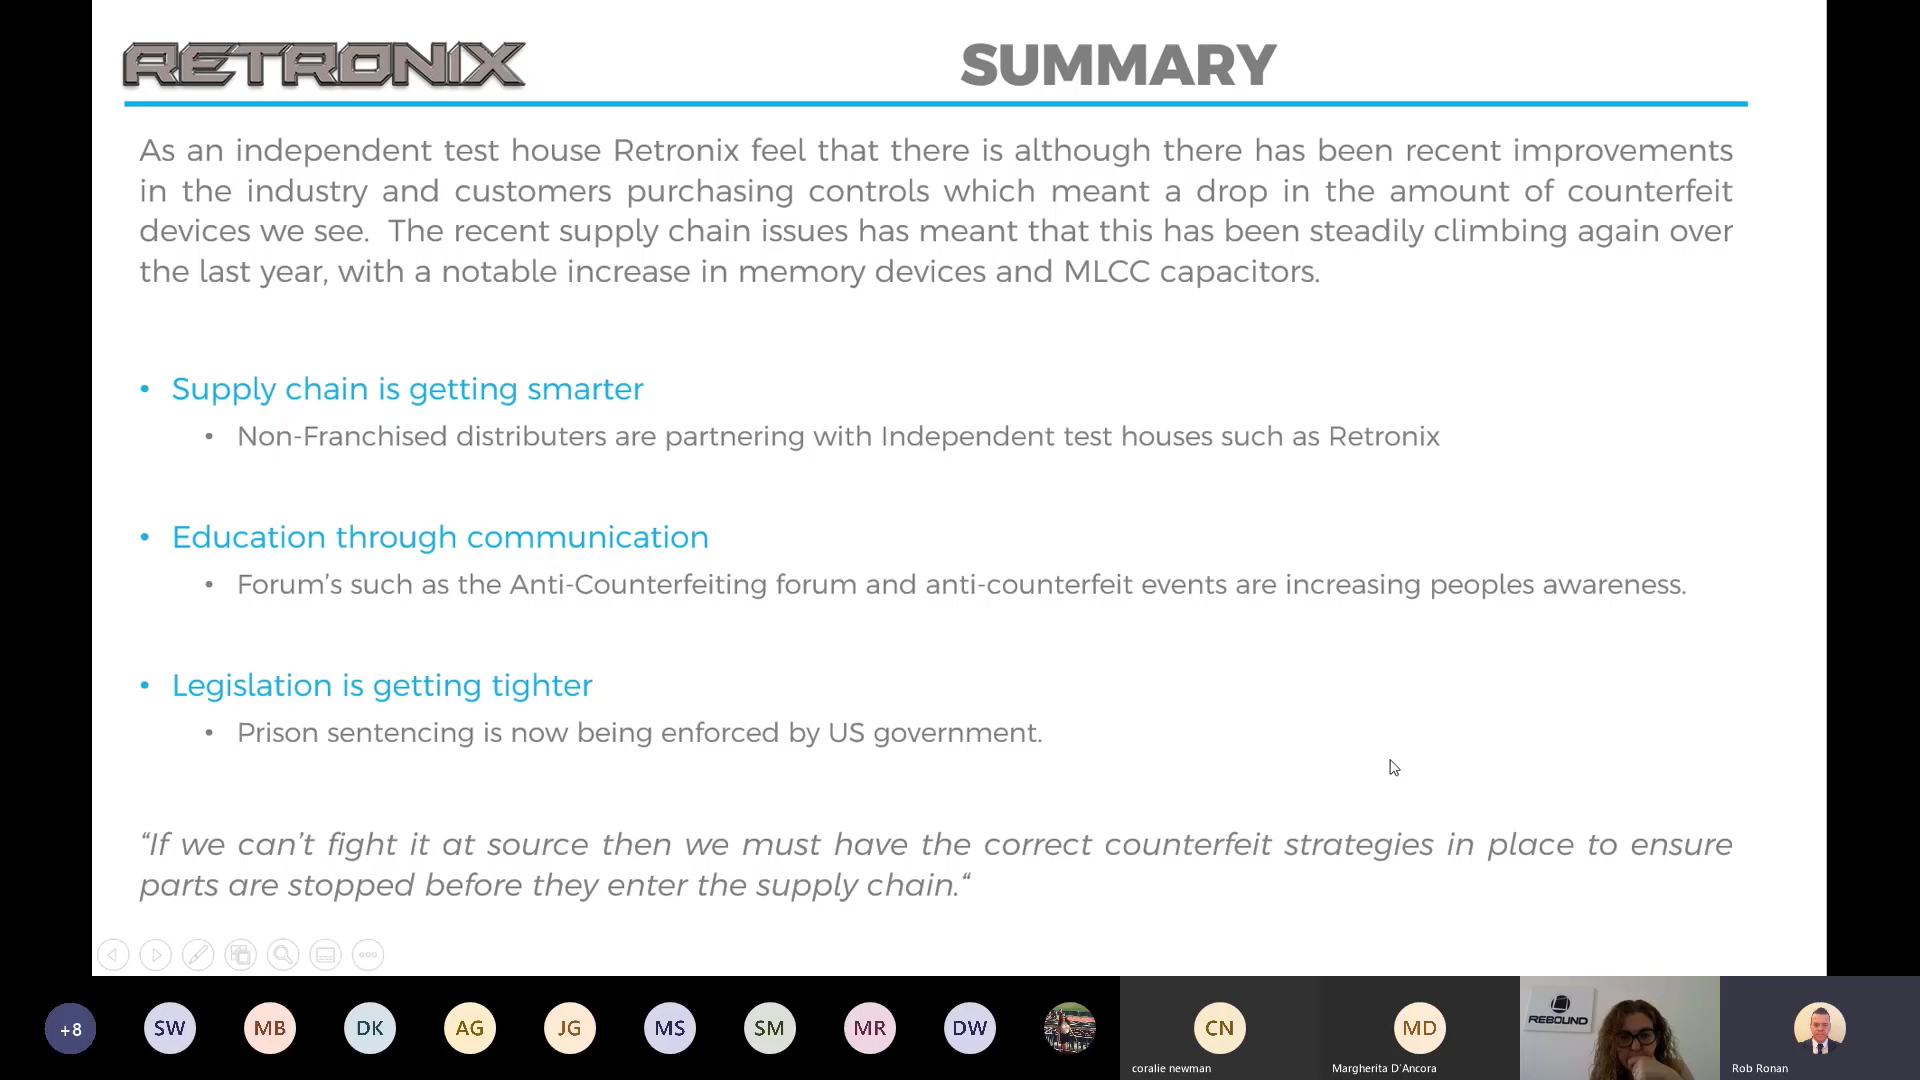 RETRONIX
SUMMARY
As an independent test house Retronix feel that there is although there has been recent improvements
in the industry and customers purchasing controls which meant a drop in the amount of counterfeit
devices we see.  The recent supply chain issues has meant that this has been steadily climbing again over
the last year, with a notable increase in memory devices and MLCC capacitors.
• Supply chain is getting smarter
• Non-Franchised distributers are partnering with Independent test houses such as Retronix
• Education through communication
• Forum’s such as the Anti-Counterfeiting forum and anti-counterfeit events are increasing peoples awareness.
• Legislation is getting tighter
• Prison sentencing is now being enforced by US government.
“If we can’t fight it at source then we must have the correct counterfeit strategies in place to ensure
parts are stopped before they enter the supply chain.“
+8
SW
MB
DK
AG
JG
MS
SM
MR
DW
CN
coralie newman
MD
Margherita D'Ancora
REBOUND
Rob Ronan